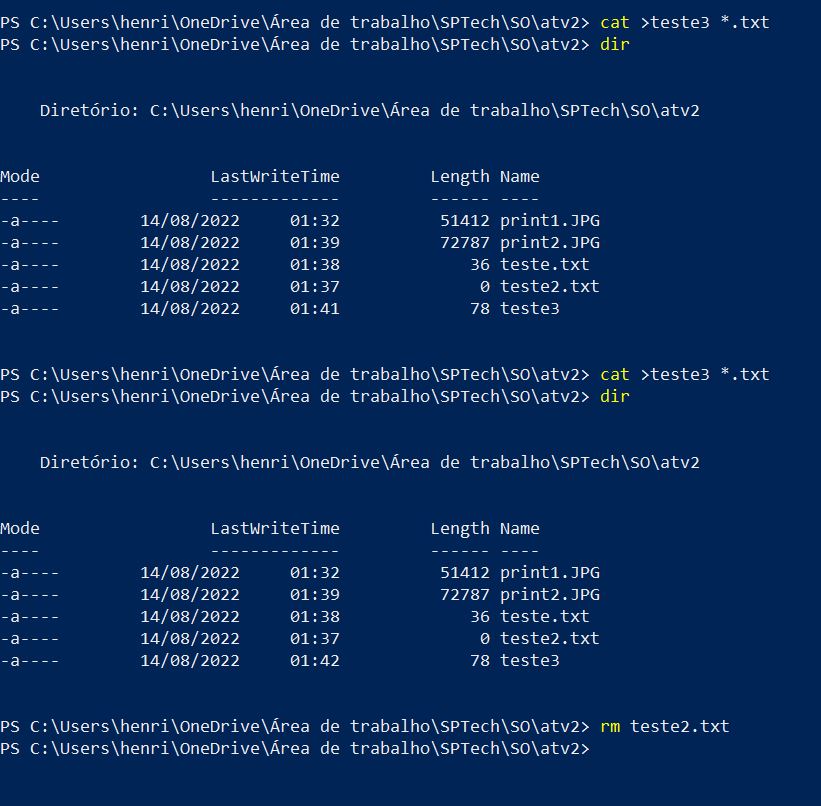 PS C:\Users\henri\OneDrive\Área de trabalho\SPTech\SO\atv2> cat >teste3 *.txt
PS C:\Users\henri\OneDrive\Área de trabalho\SPTech\SO\atv2> dir
Diretório: C:\Users\henri\OneDrive\Área de trabalho\SPTech\SO\atv2
Mode LastWriteTime Length Name
---- ------------- ------ ----
-a---- 14/08/2022 01:32 51412 print1.JPG
-a---- 14/08/2022 01:39 72787 print2.JPG
-a---- 14/08/2022 01:38 36 teste.txt
-a---- 14/08/2022 01:37 0 teste2.txt
-a---- 14/08/2022 01:41 78 teste3
PS C:\Users\henri\OneDrive\Área de trabalho\SPTech\SO\atv2> cat >teste3 *.txt
PS C:\Users\henri\OneDrive\Área de trabalho\SPTech\SO\atv2> dir
Diretório: C:\Users\henri\OneDrive\Área de trabalho\SPTech\SO\atv2
Mode LastWriteTime Length Name
---- ------------- ------ ----
-a---- 14/08/2022 01:32 51412 print1.JPG
-a---- 14/08/2022 01:39 72787 print2.JPG
-a---- 14/08/2022 01:38 36 teste.txt
-a---- 14/08/2022 01:37 0 teste2.txt
-a---- 14/08/2022 01:42 78 teste3
PS C:\Users\henri\OneDrive\Área de trabalho\SPTech\SO\atv2> rm teste2.txt
PS C:\Users\henri\OneDrive\Área de trabalho\SPTech\SO\atv2>